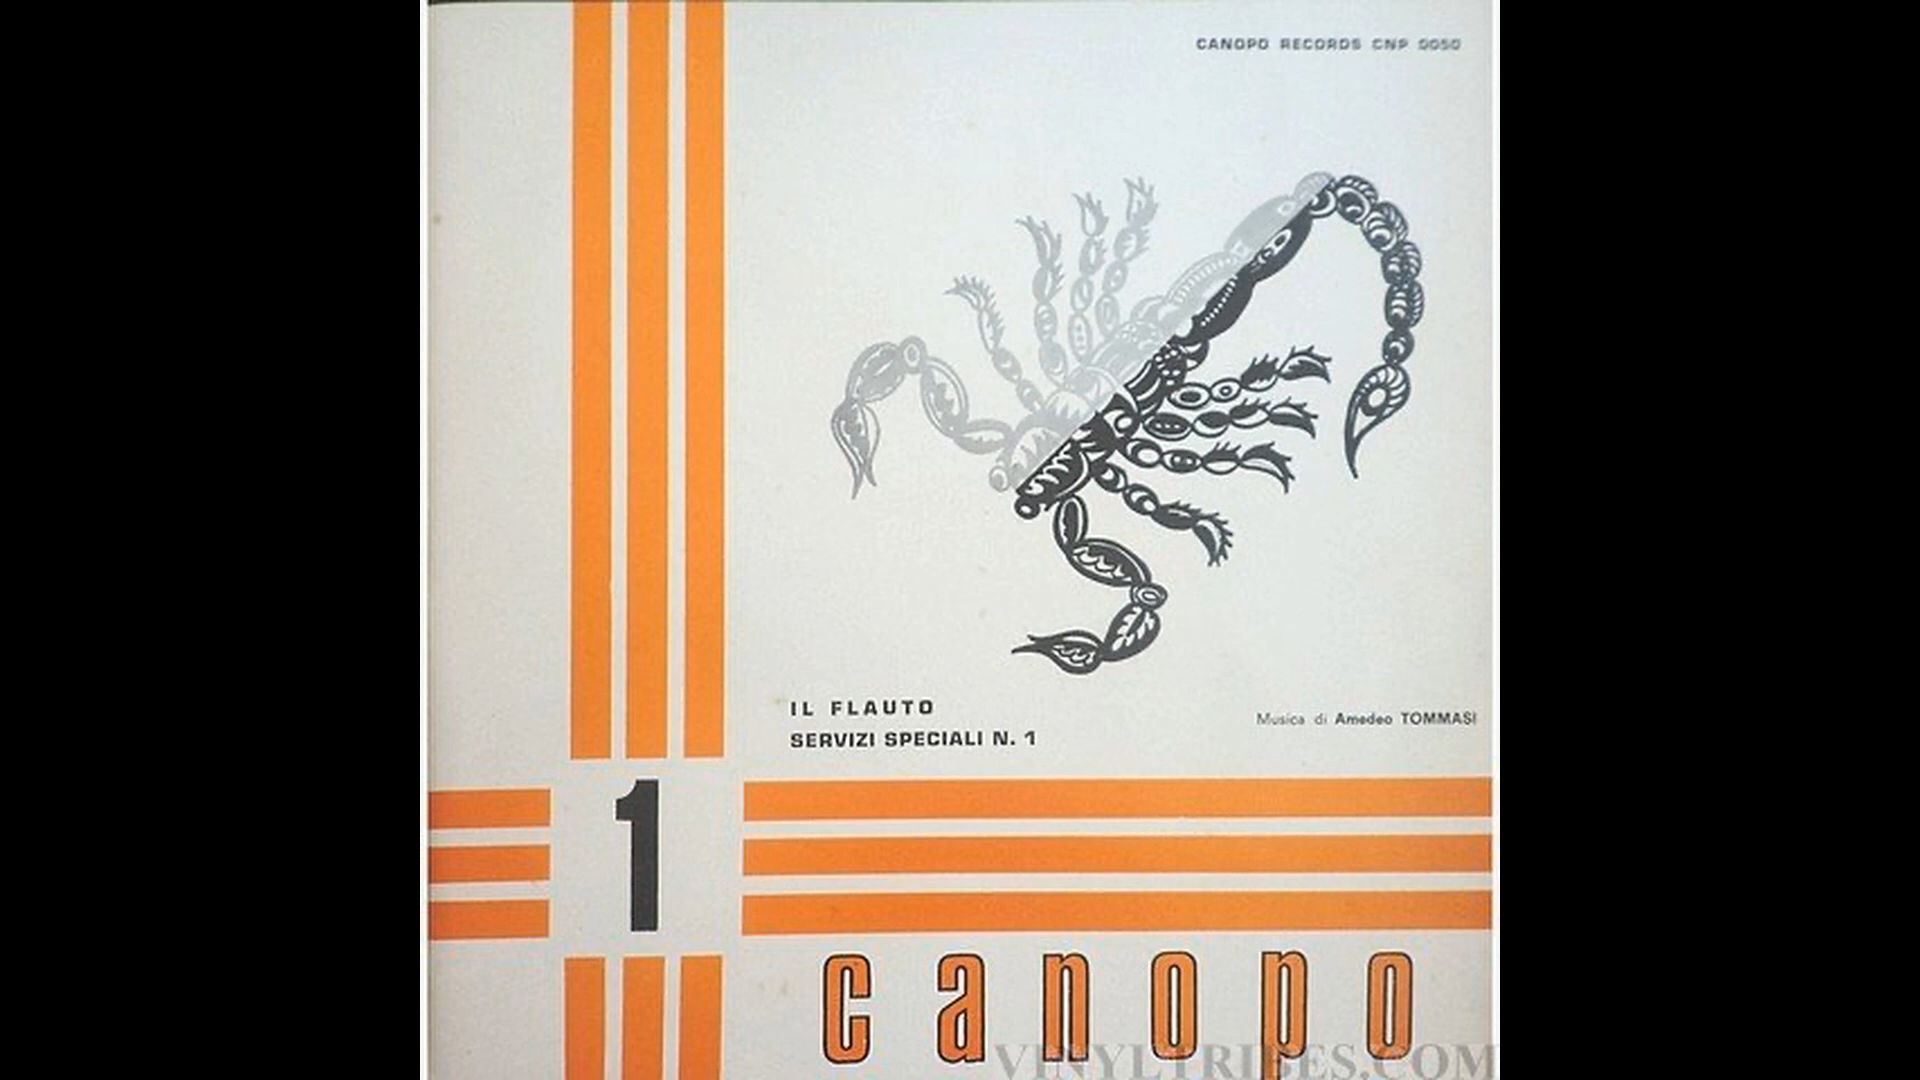 CANOPO RECORDS CNP 0050
IL FLAUTO
SERVIZI SPECIALI N. 1
Musica di Amedeo TOMMASI
1
canopo
VINYLTRIBES.COM